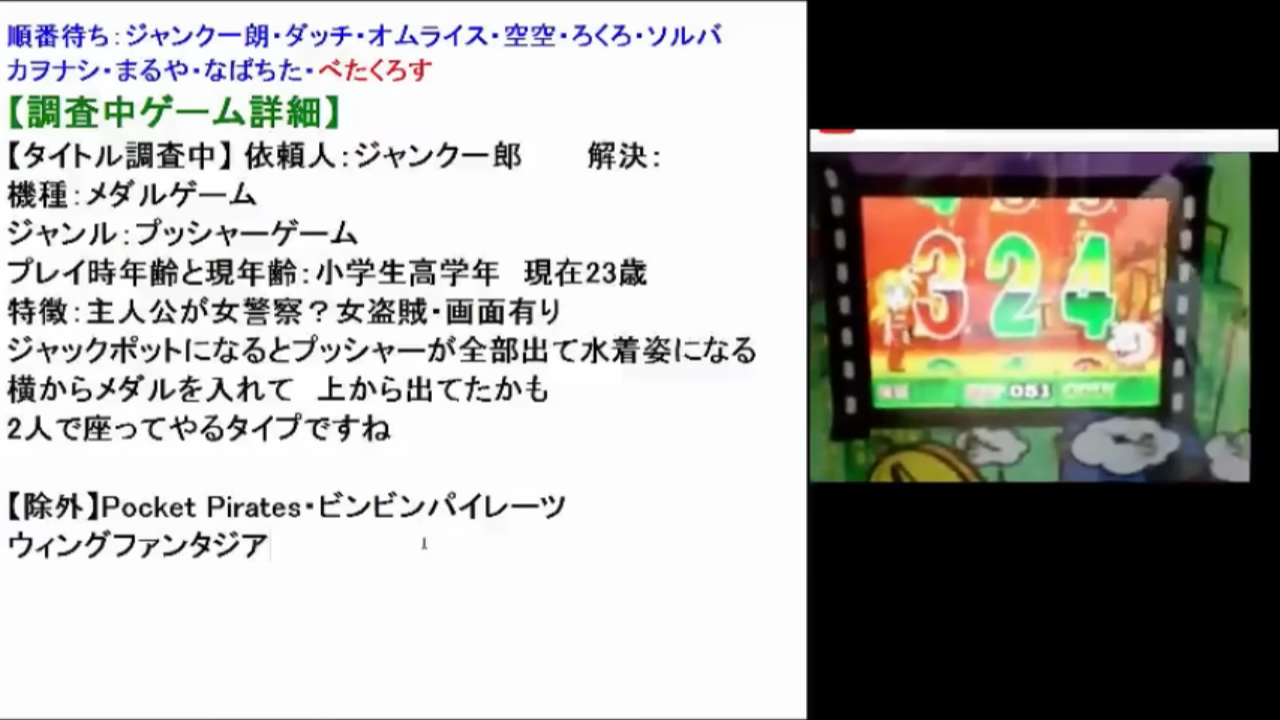 順番待ち：ジャンク一朗・ダッチ・オムライス・空空・ろくろ・ソルバ
カヲナシ・まるや・なばちた・べたくろす
【調査中ゲーム詳細】
【タイトル調査中】 依頼人：ジャンク一郎　　解決：
機種：メダルゲーム
ジャンル：プッシャーゲーム
プレイ時年齢と現年齢：小学生高学年　現在23歳
特徴：主人公が女警察？女盗賊・画面有り
ジャックポットになるとプッシャーが全部出て水着姿になる
横からメダルを入れて　上から出てたかも
2人で座ってやるタイプですね
【除外】Pocket Pirates・ビンビンパイレーツ
ウィングファンタジア
3 2 4
051